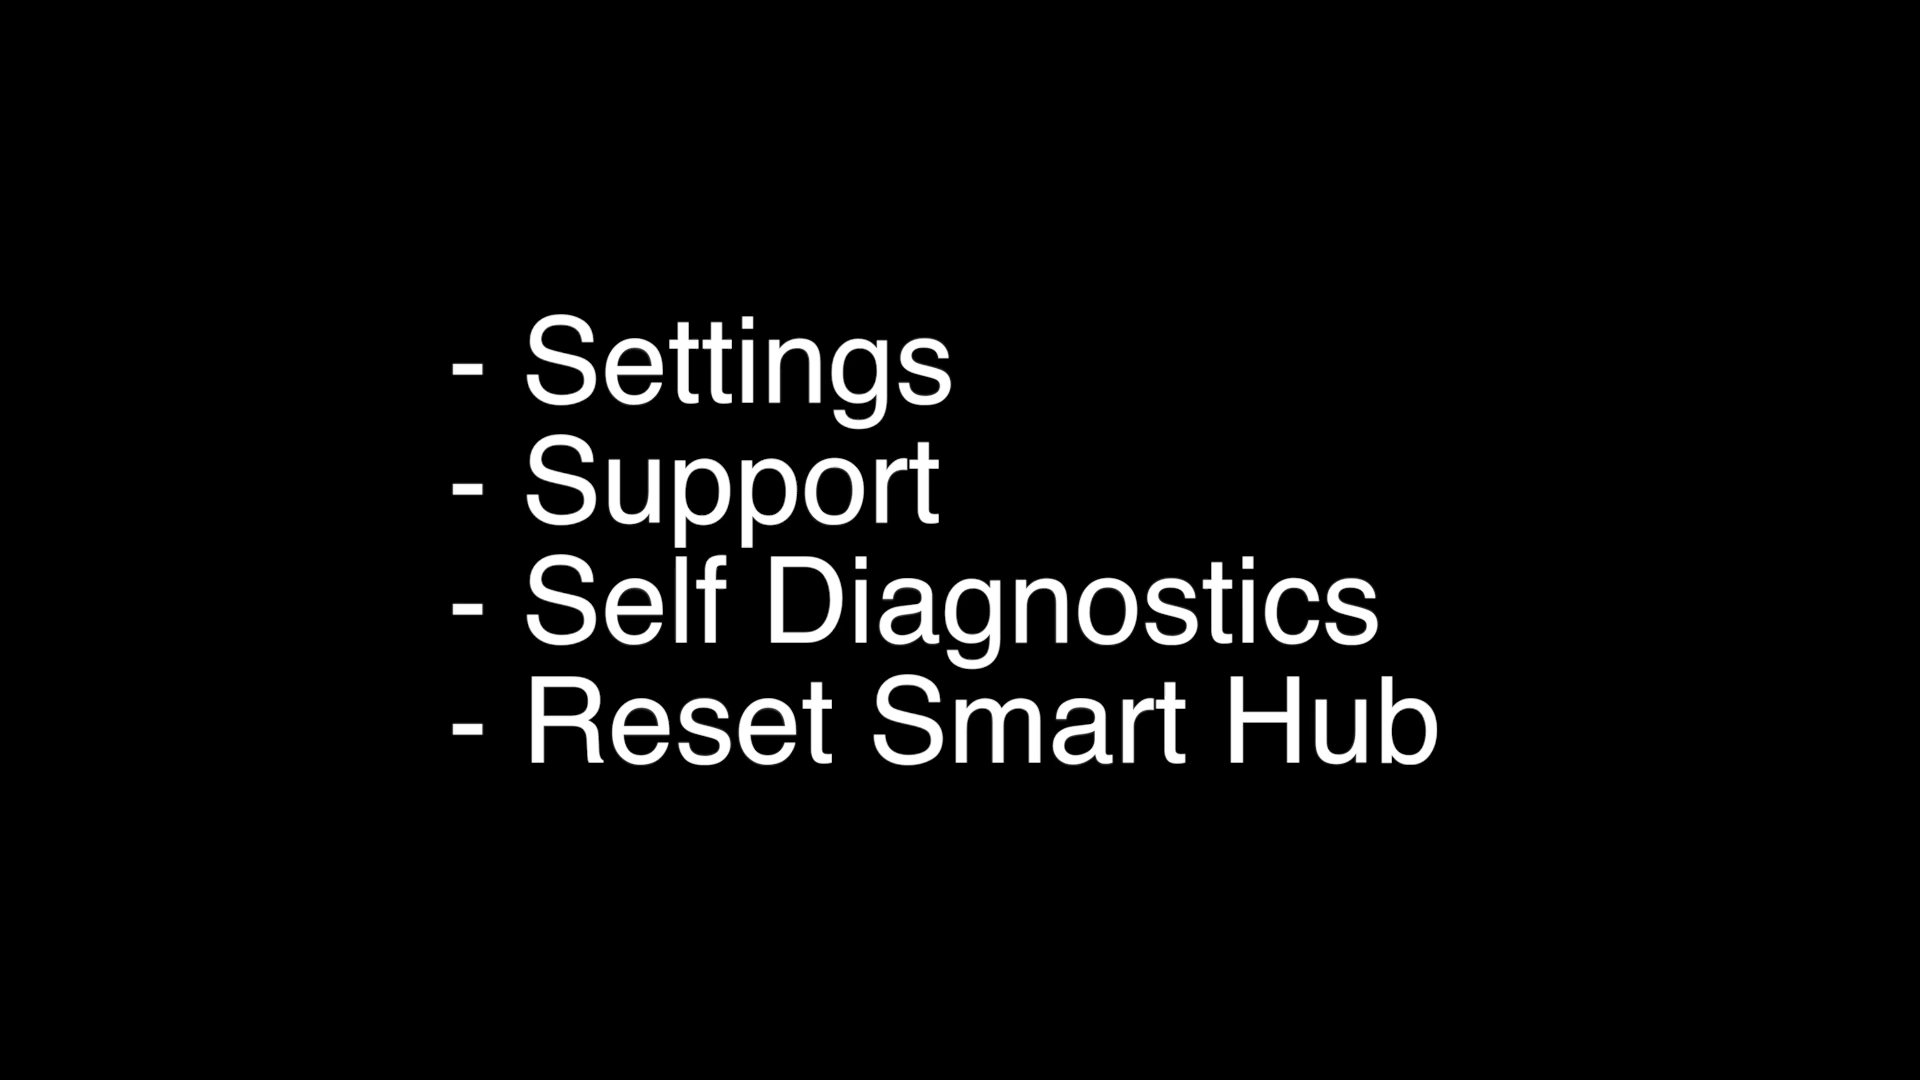 - Settings
- Support
- Self Diagnostics
- Reset Smart Hub